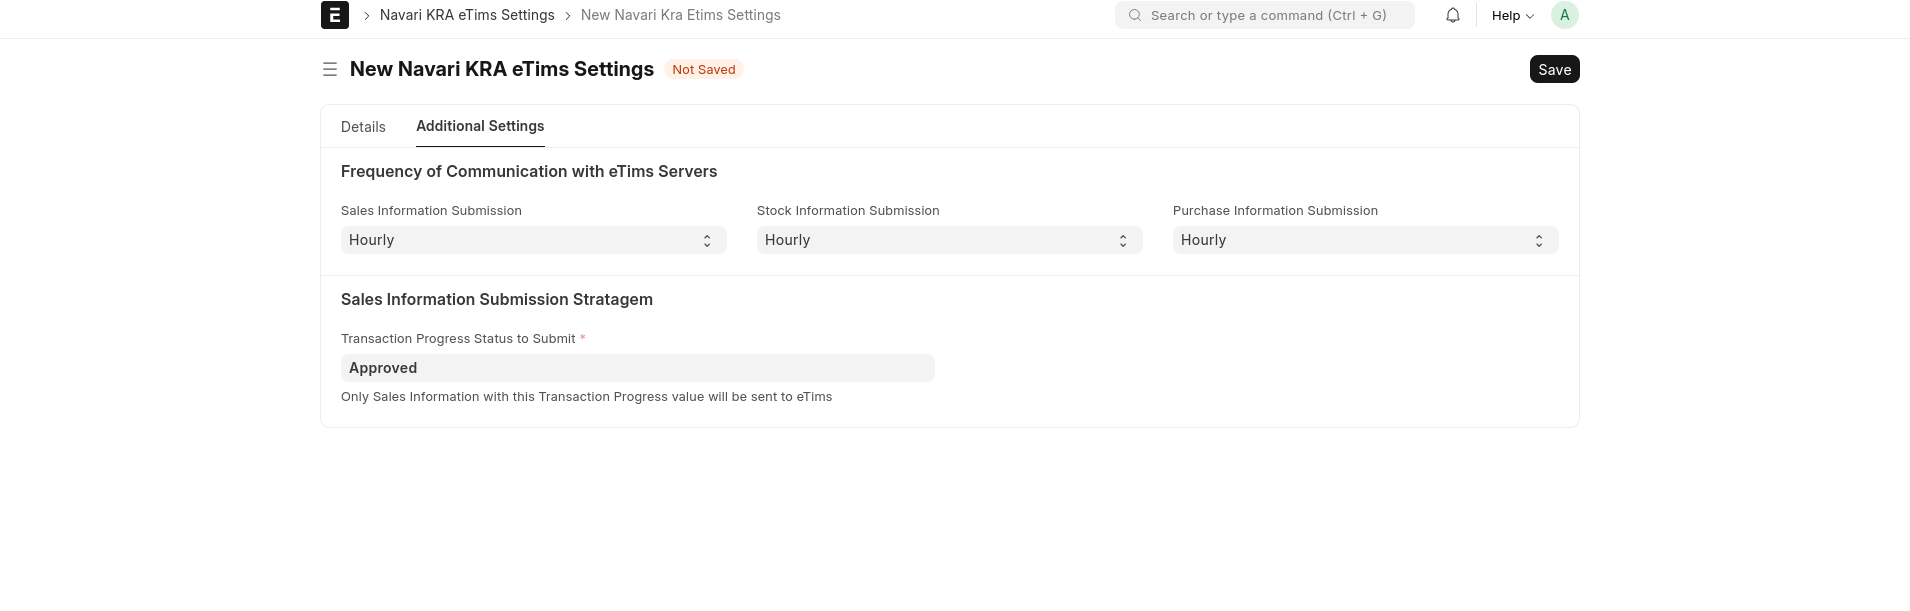 Navari KRA eTims Settings New Navari Kra Etims Settings Search or type a command (Ctrl + G) Help A
New Navari KRA eTims Settings Not Saved Save
Details Additional Settings
Frequency of Communication with eTims Servers
Sales Information Submission Stock Information Submission Purchase Information Submission
Hourly Hourly Hourly
Sales Information Submission Stratagem
Transaction Progress Status to Submit *
Approved
Only Sales Information with this Transaction Progress value will be sent to eTims